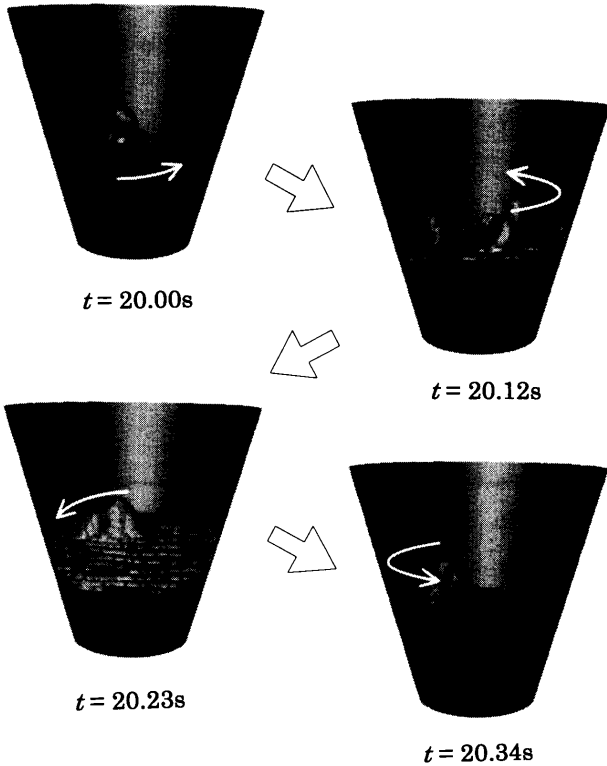 t = 20.00s
t = 20.12s
t = 20.23s
t = 20.34s